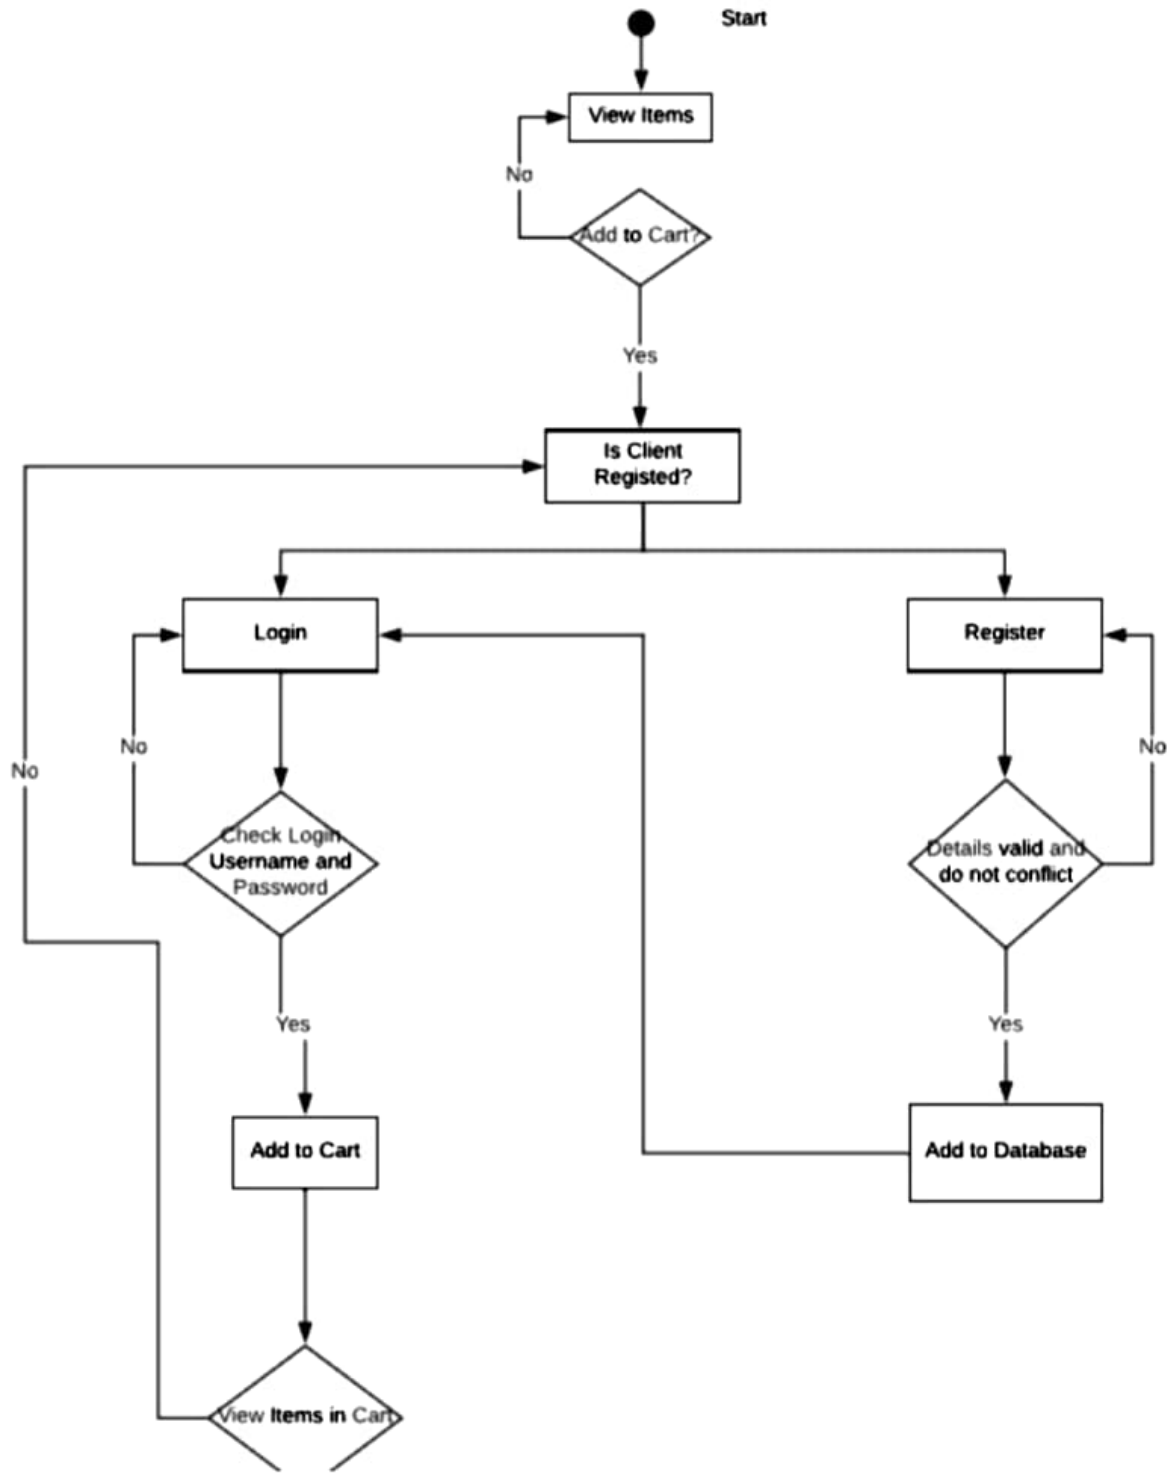 Start
View Items
No
Add to Cart?
Yes
Is Client
Registed?
Login
Register
No
No
No
Check Login
Username and
Password
Details valid and
do not conflict
Yes
Yes
Add to Cart
Add to Database
View Items in Cart